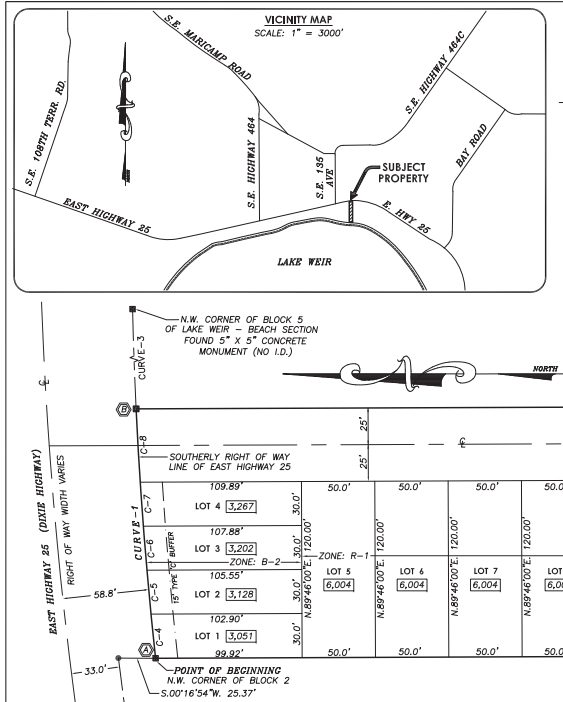 VICINITY MAP
SCALE: 1" = 3000'
S.E. 108TH TERR. RD.
S.E. MARICAMP ROAD
S.E. HIGHWAY 464C
S.E. HIGHWAY 464
S.E. 135
AVE
BAY ROAD
SUBJECT
PROPERTY
EAST HIGHWAY 25
E. HWY 25
LAKE WEIR
N.W. CORNER OF BLOCK 5
OF LAKE WEIR – BEACH SECTION
FOUND 5" X 5" CONCRETE
MONUMENT (NO I.D.)
CURVE-3
NORTH
B
25'
25'
C-8
SOUTHERLY RIGHT OF WAY
LINE OF EAST HIGHWAY 25
EAST HIGHWAY 25 (DIXIE HIGHWAY)
RIGHT OF WAY WIDTH VARIES
CURVE-1
C-7
C-6
C-5
C-4
15' TYPE "C" BUFFER
109.89'
50.0'
50.0'
50.0'
50.0'
LOT 4 3,267
30.0'
107.88'
LOT 3 3,202
30.0'
ZONE: B-2
ZONE: R-1
105.55'
LOT 2 3,128
30.0'
102.90'
LOT 1 3,051
30.0'
99.92'
N.89°46'00"E. 120.00'
LOT 5
6,004
N.89°46'00"E. 120.00'
LOT 6
6,004
N.89°46'00"E. 120.00'
LOT 7
6,004
N.89°46'00"E. 120.00'
LOT
6,00
50.0'
50.0'
50.0'
50.0'
58.8'
A
33.0'
POINT OF BEGINNING
N.W. CORNER OF BLOCK 2
S.00°16'54"W. 25.37'